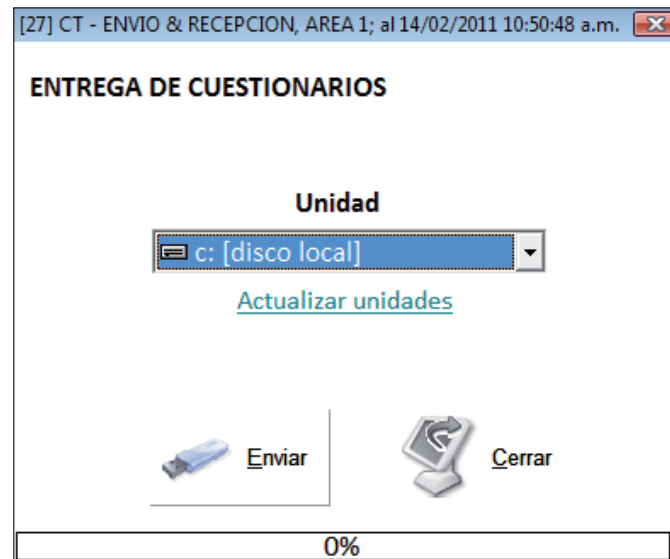 [27] CT - ENVIO & RECEPCION, AREA 1; al 14/02/2011 10:50:48 a.m.
ENTREGA DE CUESTIONARIOS
Unidad
c: [disco local]
Actualizar unidades
Enviar
Cerrar
0%